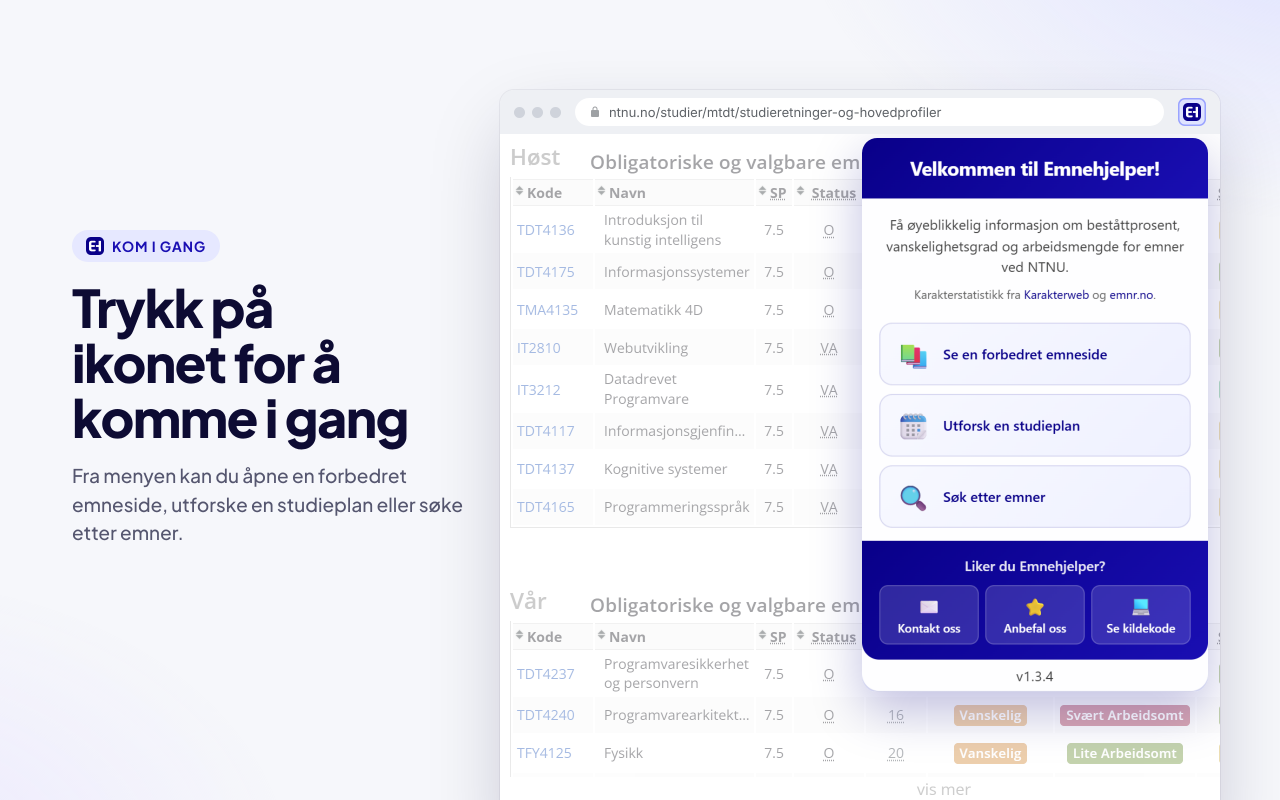 KOM I GANG
Trykk på
ikonet for å
komme i gang
Fra menyen kan du åpne en forbedret
emneside, utforske en studieplan eller søke
etter emner.
ntnu.no/studier/mtdt/studieretninger-og-hovedprofiler
Høst
Obligatoriske og valgbare em
Kode Navn SP Status
TDT4136 Introduksjon til kunstig intelligens 7.5 O
TDT4175 Informasjonssystemer 7.5 O
TMA4135 Matematikk 4D 7.5 O
IT2810 Webutvikling 7.5 VA
IT3212 Datadrevet Programvare 7.5 VA
TDT4117 Informasjonsgjenfin... 7.5 VA
TDT4137 Kognitive systemer 7.5 VA
TDT4165 Programmeringsspråk 7.5 VA
Vår
Obligatoriske og valgbare em
Kode Navn SP Status
TDT4237 Programvaresikkerhet og personvern 7.5 O
TDT4240 Programvarearkitekt... 7.5 O 16 Vanskelig Svært Arbeidsomt
TFY4125 Fysikk 7.5 O 20 Vanskelig Lite Arbeidsomt
vis mer
Velkommen til Emnehjelper!
Få øyeblikkelig informasjon om beståttprosent,
vanskelighetsgrad og arbeidsmengde for emner
ved NTNU.
Karakterstatistikk fra Karakterweb og emnr.no.
Se en forbedret emneside
Utforsk en studieplan
Søk etter emner
Liker du Emnehjelper?
Kontakt oss
Anbefal oss
Se kildekode
v1.3.4